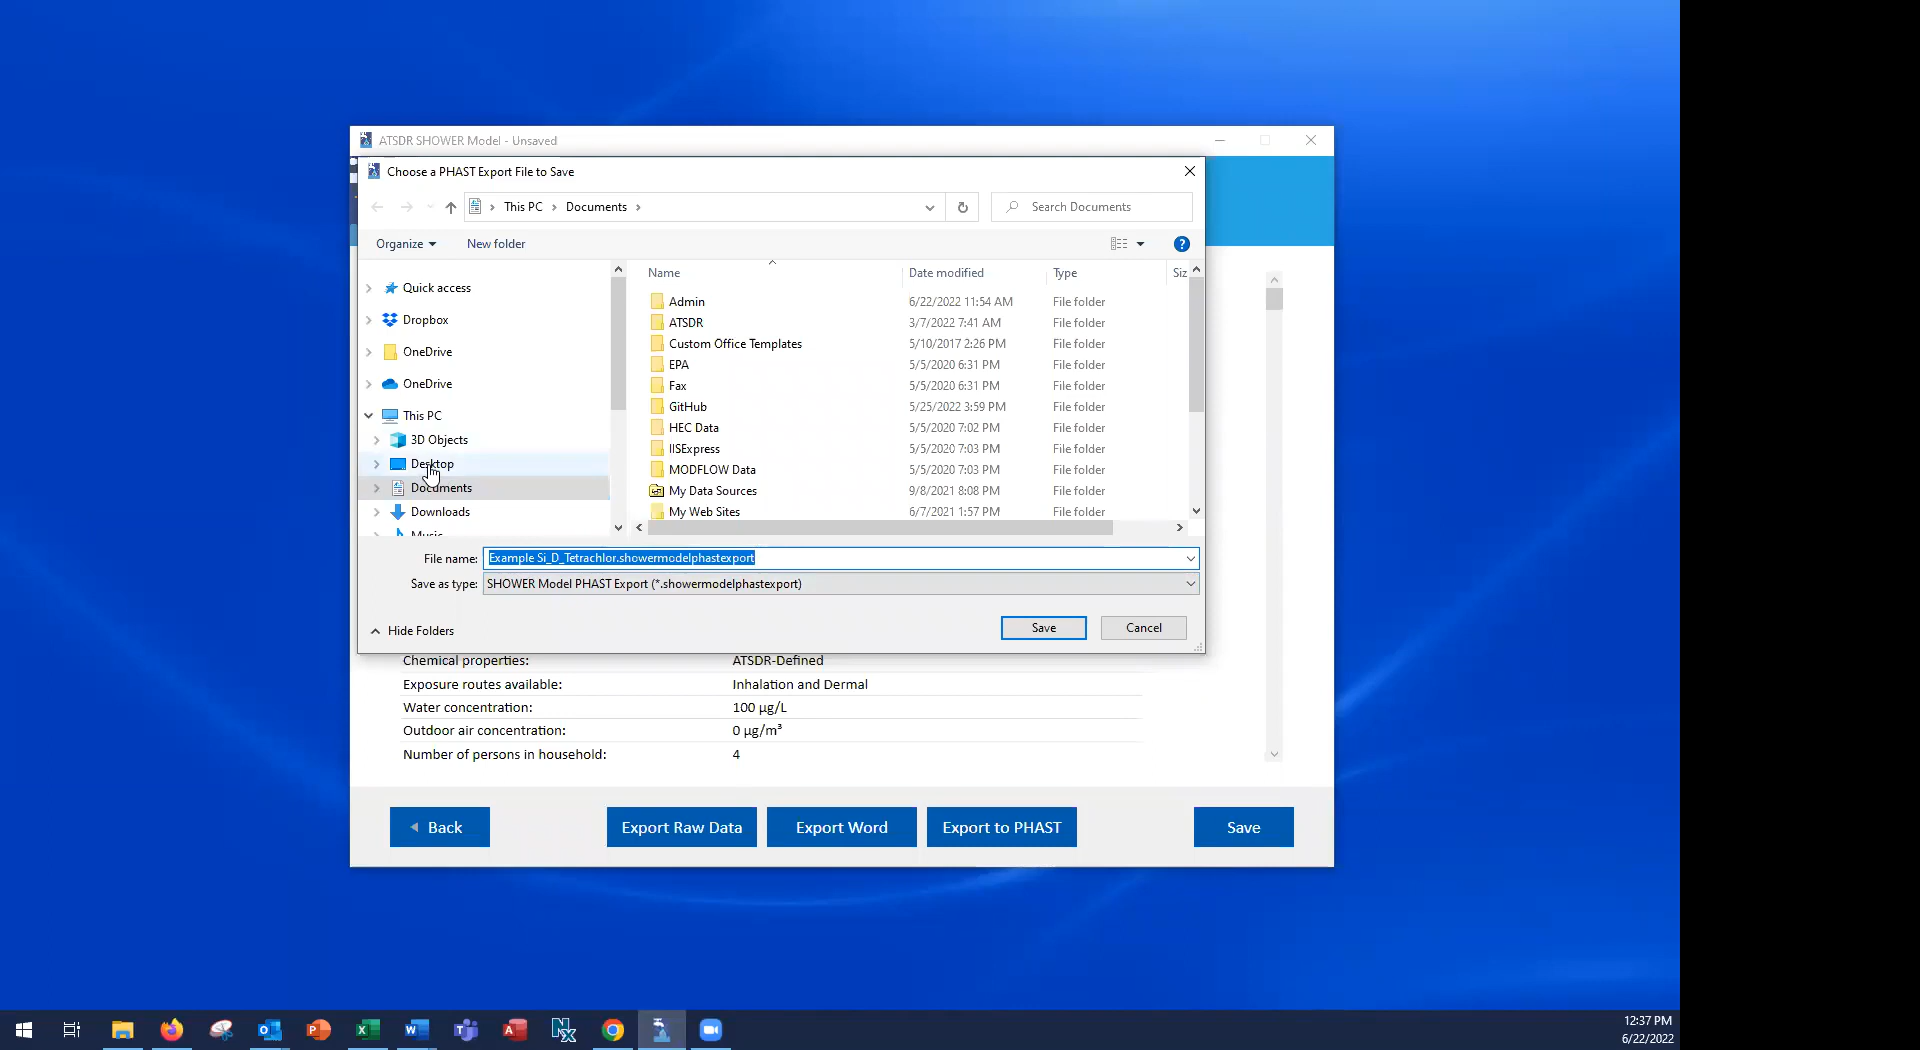 ATSDR SHOWER Model - Unsaved
Choose a PHAST Export File to Save
This PC > Documents >
Search Documents
Organize
New folder
Quick access
Dropbox
OneDrive
OneDrive
This PC
3D Objects
Desktop
Documents
Downloads
Music
Name Date modified Type Siz
Admin 6/22/2022 11:54 AM File folder
ATSDR 3/7/2022 7:41 AM File folder
Custom Office Templates 5/10/2017 2:26 PM File folder
EPA 5/5/2020 6:31 PM File folder
Fax 5/5/2020 6:31 PM File folder
GitHub 5/25/2022 3:59 PM File folder
HEC Data 5/5/2020 7:02 PM File folder
IISExpress 5/5/2020 7:03 PM File folder
MODFLOW Data 5/5/2020 7:03 PM File folder
My Data Sources 9/8/2021 8:08 PM File folder
My Web Sites 6/7/2021 1:57 PM File folder
File name: Example Si_D_Tetrachlor.showermodelphastexport
Save as type: SHOWER Model PHAST Export (*.showermodelphastexport)
Hide Folders
Save
Cancel
Chemical properties: ATSDR-Defined
Exposure routes available: Inhalation and Dermal
Water concentration: 100 µg/L
Outdoor air concentration: 0 µg/m³
Number of persons in household: 4
Back
Export Raw Data
Export Word
Export to PHAST
Save
12:37 PM
6/22/2022